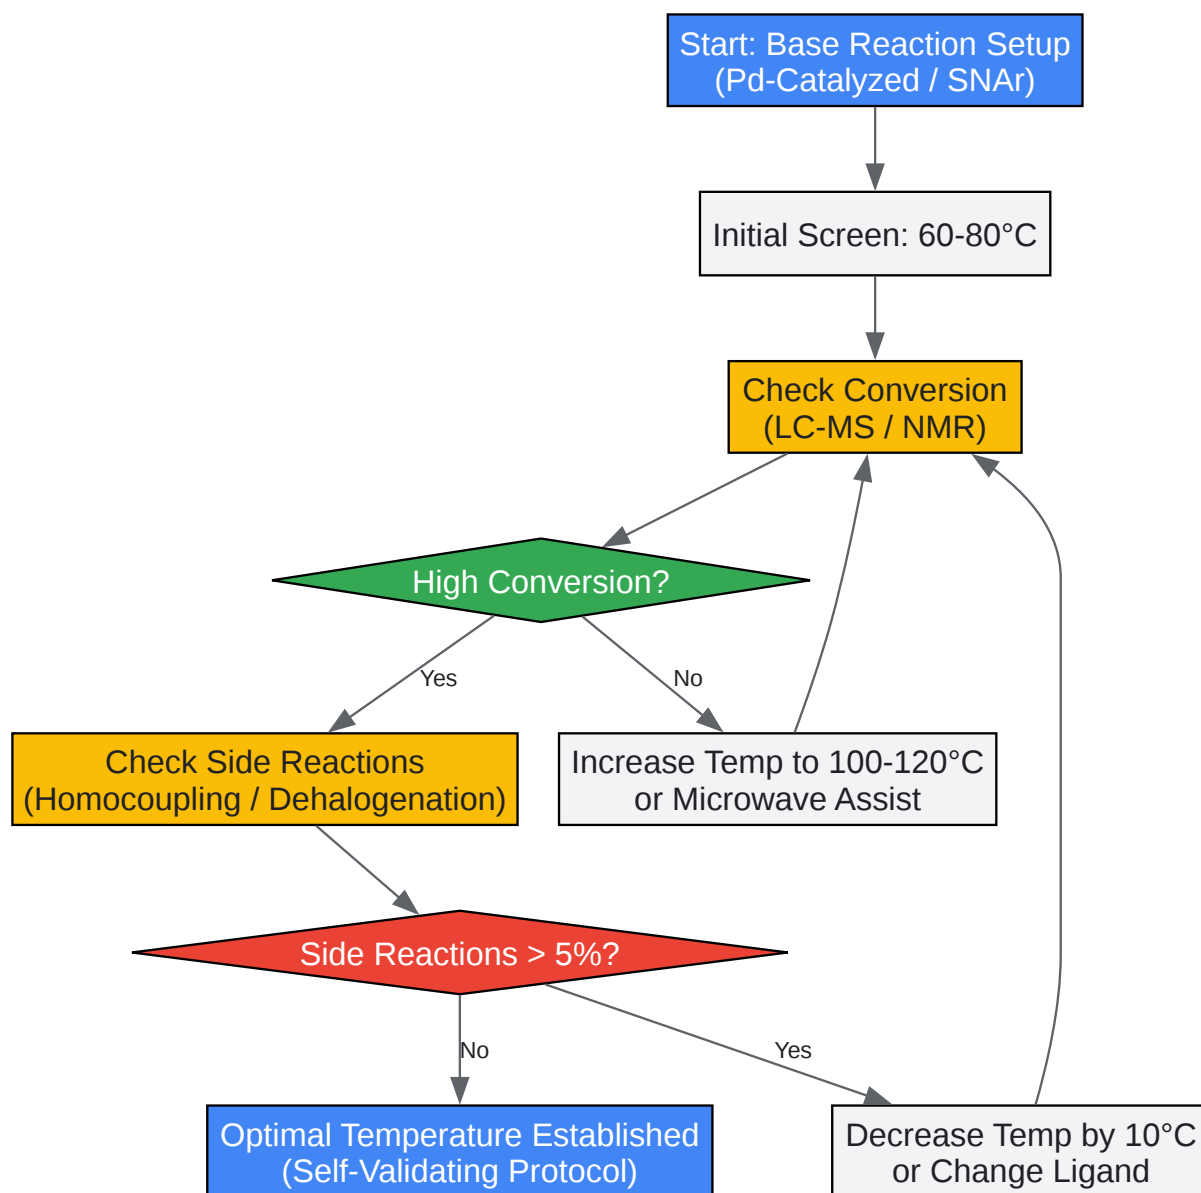 Start: Base Reaction Setup
(Pd-Catalyzed / SNAr)
Initial Screen: 60-80°C
Check Conversion
(LC-MS / NMR)
High Conversion?
Yes
No
Check Side Reactions
(Homocoupling / Dehalogenation)
Increase Temp to 100-120°C
or Microwave Assist
Side Reactions > 5%?
No
Yes
Optimal Temperature Established
(Self-Validating Protocol)
Decrease Temp by 10°C
or Change Ligand